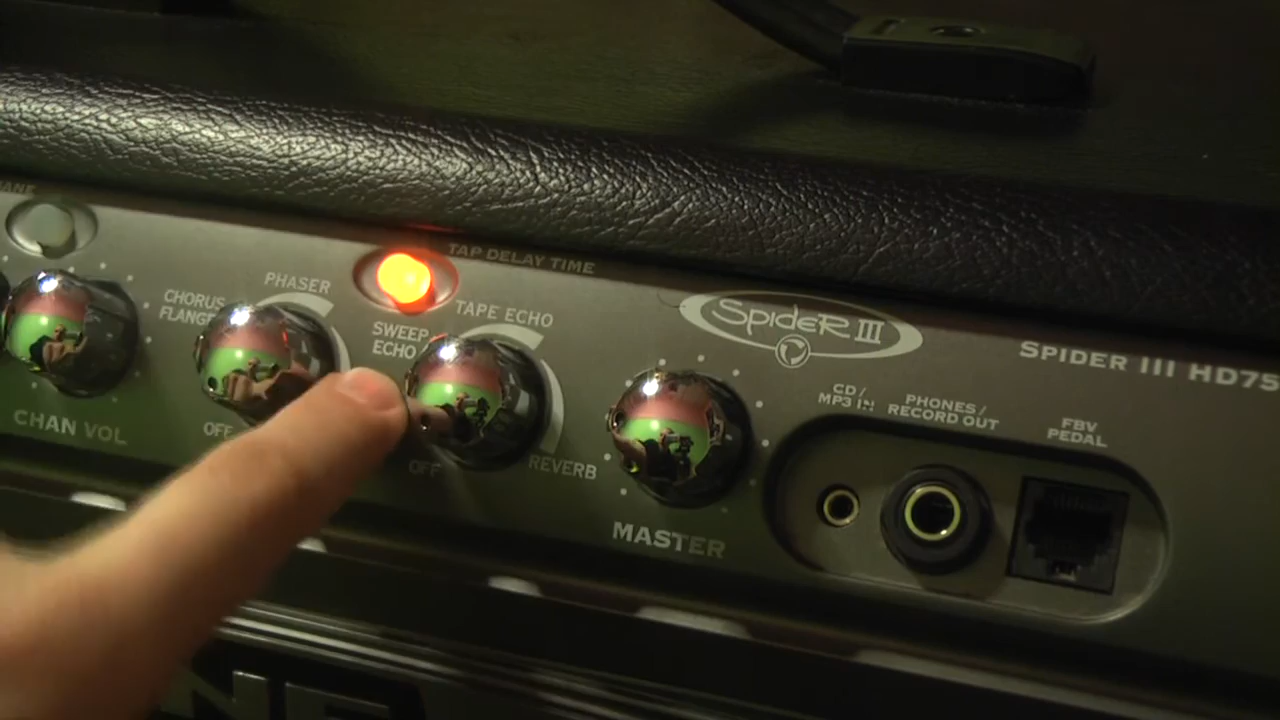 TAP DELAY TIME
PHASER
CHORUS
FLANGE
OFF
CHAN VOL
SWEEP
ECHO
TAPE ECHO
OFF
REVERB
MASTER
SPIDER III
SPIDER III HD75
CD/
MP3 IN
PHONES/
RECORD OUT
FBV
PEDAL